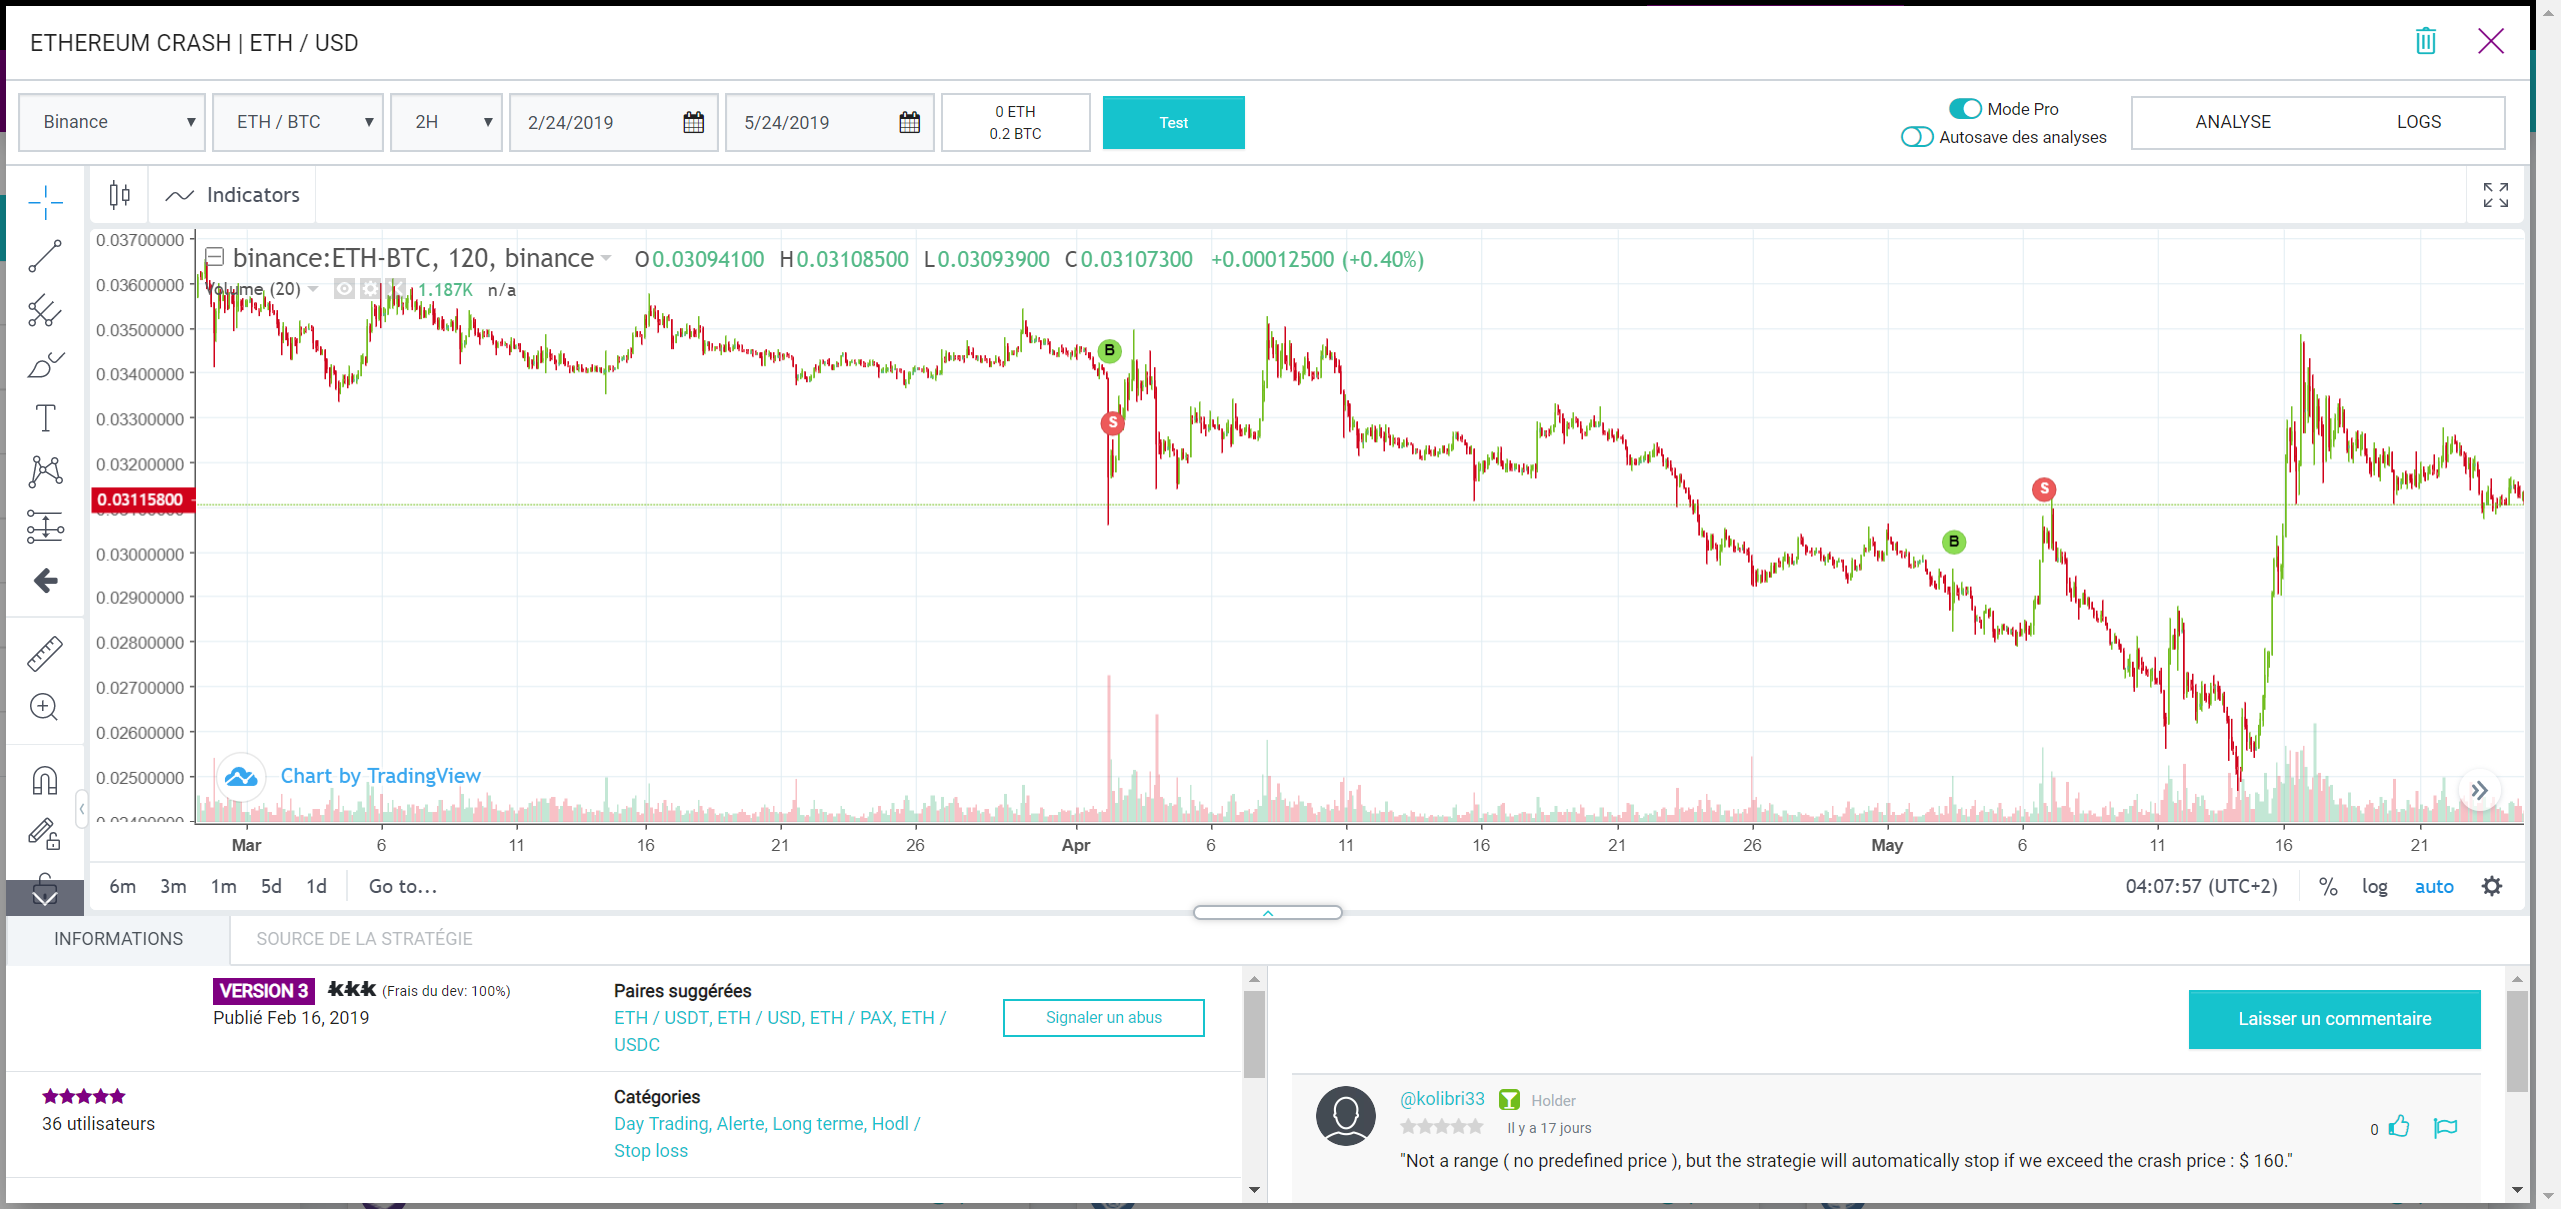 ETHEREUM CRASH | ETH / USD
Binance
ETH / BTC
2H
2/24/2019
5/24/2019
0 ETH
0.2 BTC
Test
Mode Pro
Autosave des analyses
ANALYSE
LOGS
Indicators
binance:ETH-BTC, 120, binance
O0.03094100 H0.03108500 L0.03093900 C0.03107300 +0.00012500 (+0.40%)
Volume (20)
1.187K n/a
0.03700000
0.03600000
0.03500000
0.03400000
0.03300000
0.03200000
0.03115800
0.03000000
0.02900000
0.02800000
0.02700000
0.02600000
0.02500000
B
S
B
S
Chart by TradingView
Mar 6 11 16 21 26 Apr 6 11 16 21 26 May 6 11 16 21
6m 3m 1m 5d 1d Go to...
04:07:57 (UTC+2) % log auto
INFORMATIONS
SOURCE DE LA STRATÉGIE
VERSION 3
(Frais du dev: 100%)
Publié Feb 16, 2019
Paires suggérées
ETH / USDT, ETH / USD, ETH / PAX, ETH /
USDC
Signaler un abus
36 utilisateurs
Catégories
Day Trading, Alerte, Long terme, Hodl /
Stop loss
Laisser un commentaire
@kolibri33
Holder
Il y a 17 jours
0
"Not a range ( no predefined price ), but the strategie will automatically stop if we exceed the crash price : $ 160."